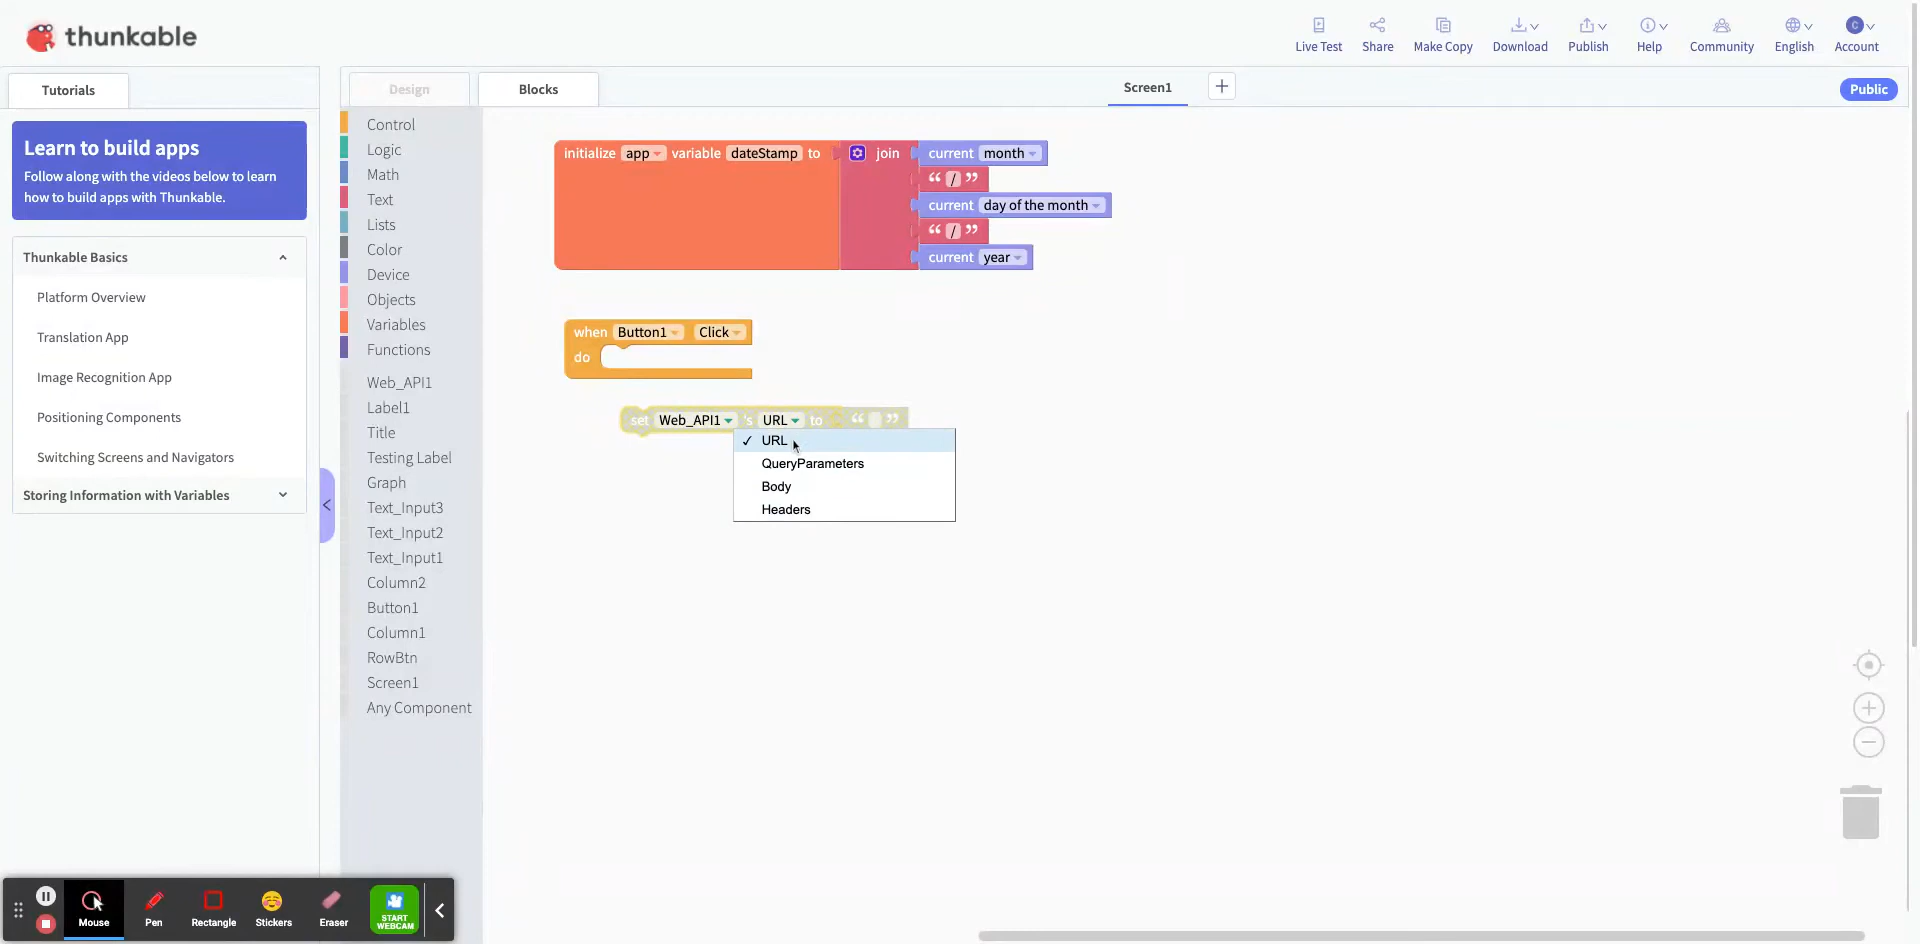 thunkable
Live Test
Share
Make Copy
Download
Publish
Help
Community
English
C
Account
Tutorials
Design
Blocks
Screen1
+
Public
Learn to build apps
Follow along with the videos below to learn
how to build apps with Thunkable.
Thunkable Basics
Platform Overview
Translation App
Image Recognition App
Positioning Components
Switching Screens and Navigators
Storing Information with Variables
Control
Logic
Math
Text
Lists
Color
Device
Objects
Variables
Functions
Web_API1
Label1
Title
Testing Label
Graph
Text_Input3
Text_Input2
Text_Input1
Column2
Button1
Column1
RowBtn
Screen1
Any Component
initialize app variable dateStamp to join current month
“ / ”
current day of the month
“ / ”
current year
when Button1 Click
do
set Web_API1 's URL to “ ”
✓ URL
QueryParameters
Body
Headers
Mouse
Pen
Rectangle
Stickers
Eraser
START
WEBCAM